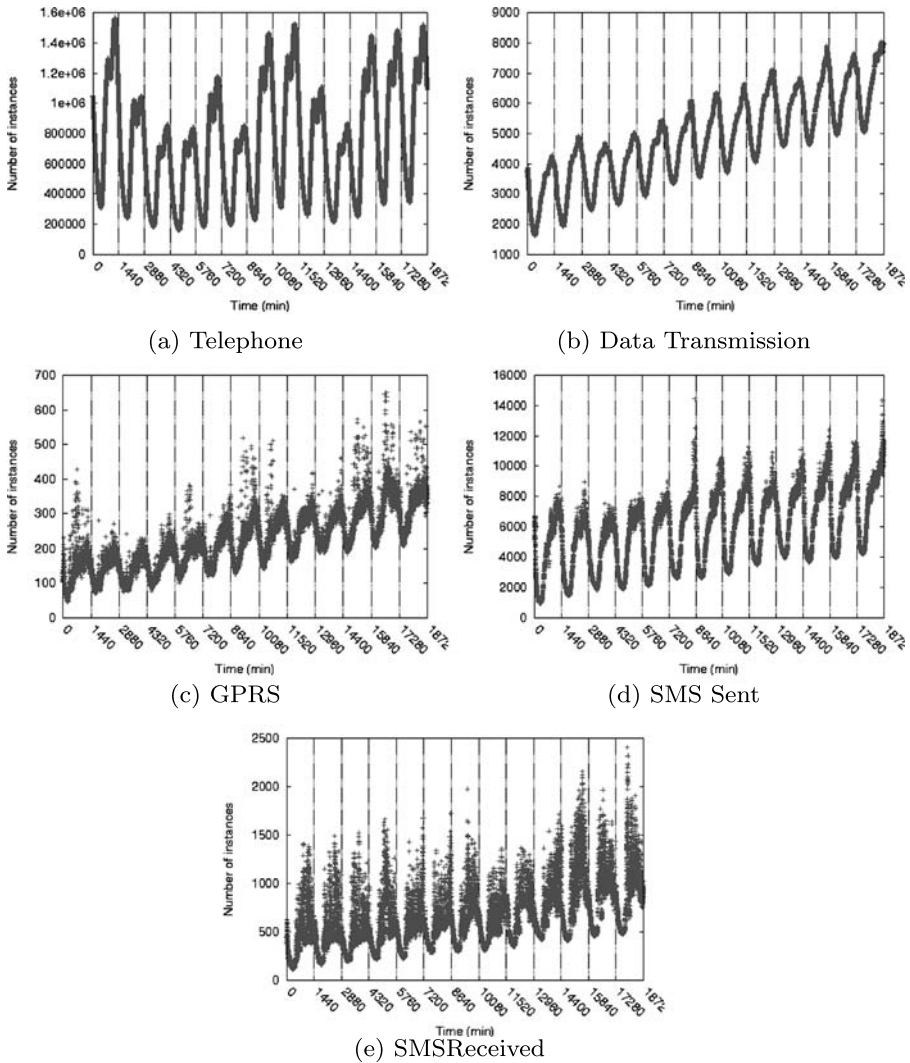 1.6e+06
1.4e+06
1.2e+06
1e+06
800000
600000
400000
200000
0
Number of instances
0 1440 2880 4320 5760 7200 8640 10080 11520 12960 14400 15840 17280 1872
Time (min)
(a) Telephone
9000
8000
7000
6000
5000
4000
3000
2000
1000
Number of instances
0 1440 2880 4320 5760 7200 8640 10080 11520 12960 14400 15840 17280 1872
Time (min)
(b) Data Transmission
700
600
500
400
300
200
100
0
Number of instances
0 1440 2880 4320 5760 7200 8640 10080 11520 12960 14400 15840 17280 1872
Time (min)
(c) GPRS
16000
14000
12000
10000
8000
6000
4000
2000
0
Number of instances
0 1440 2880 4320 5760 7200 8640 10080 11520 12960 14400 15840 17280 1872
Time (min)
(d) SMS Sent
2500
2000
1500
1000
500
0
Number of instances
0 1440 2880 4320 5760 7200 8640 10080 11520 12960 14400 15840 17280 1872
Time (min)
(e) SMSReceived